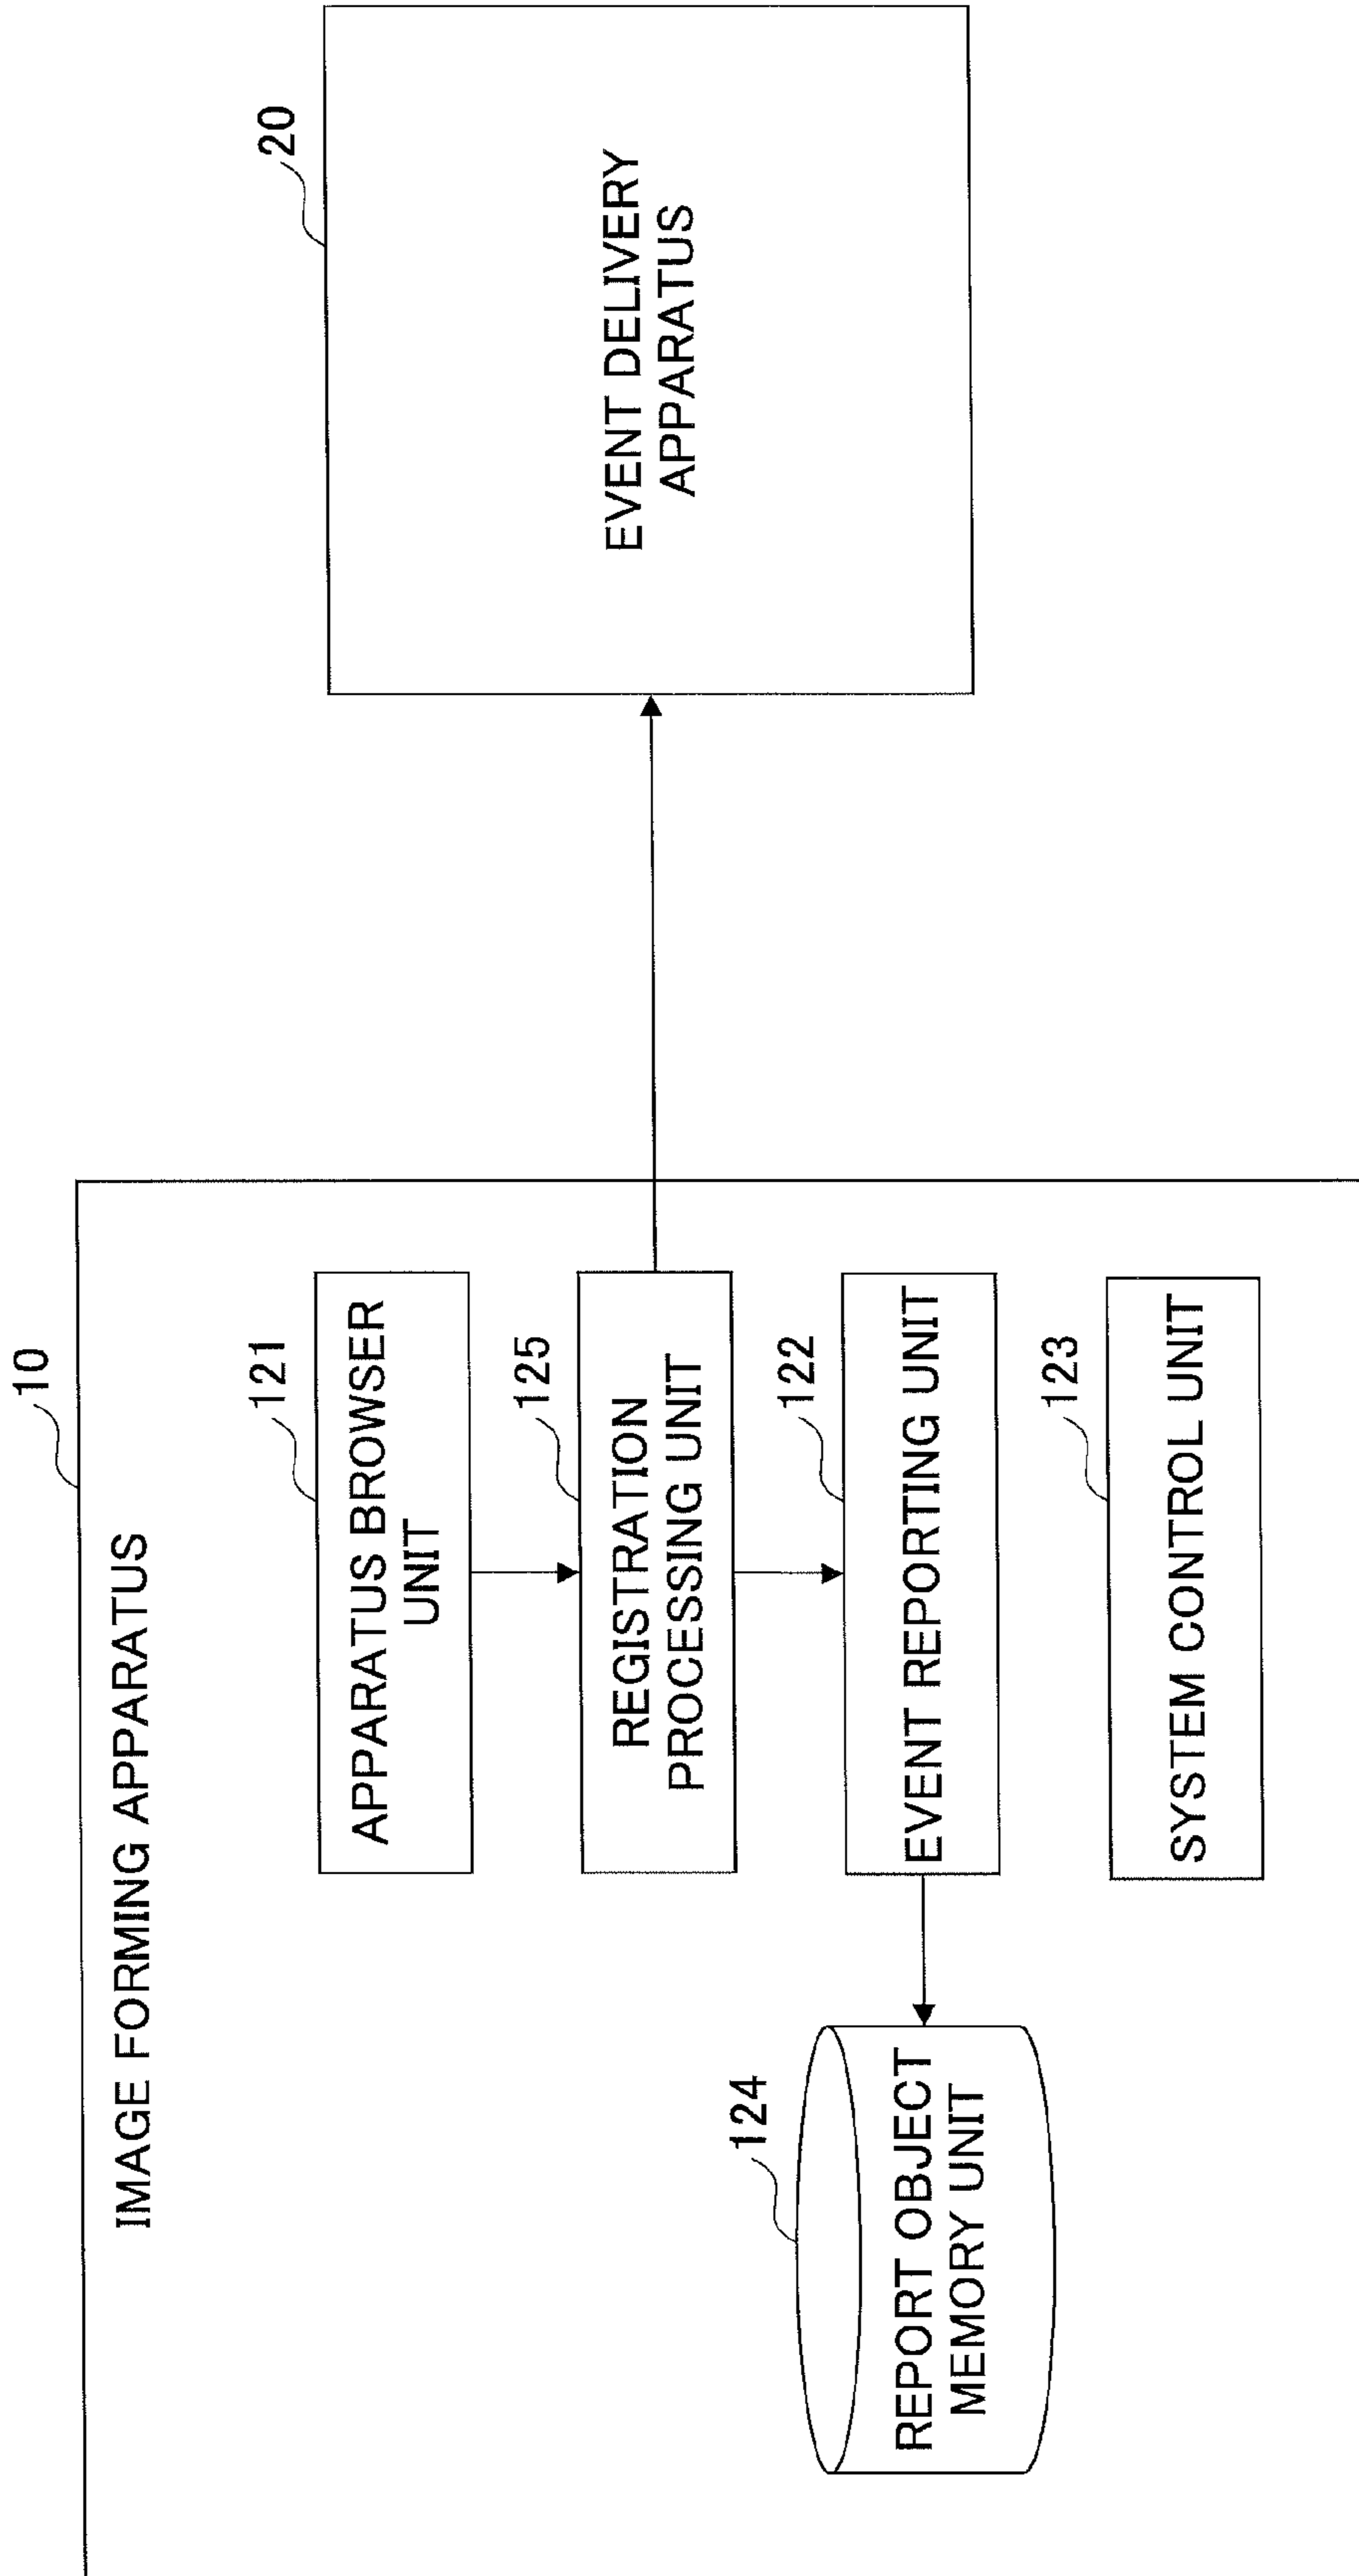 10
IMAGE FORMING APPARATUS
121
APPARATUS BROWSER
UNIT
125
REGISTRATION
PROCESSING UNIT
124
REPORT OBJECT
MEMORY UNIT
122
EVENT REPORTING UNIT
123
SYSTEM CONTROL UNIT
20
EVENT DELIVERY
APPARATUS